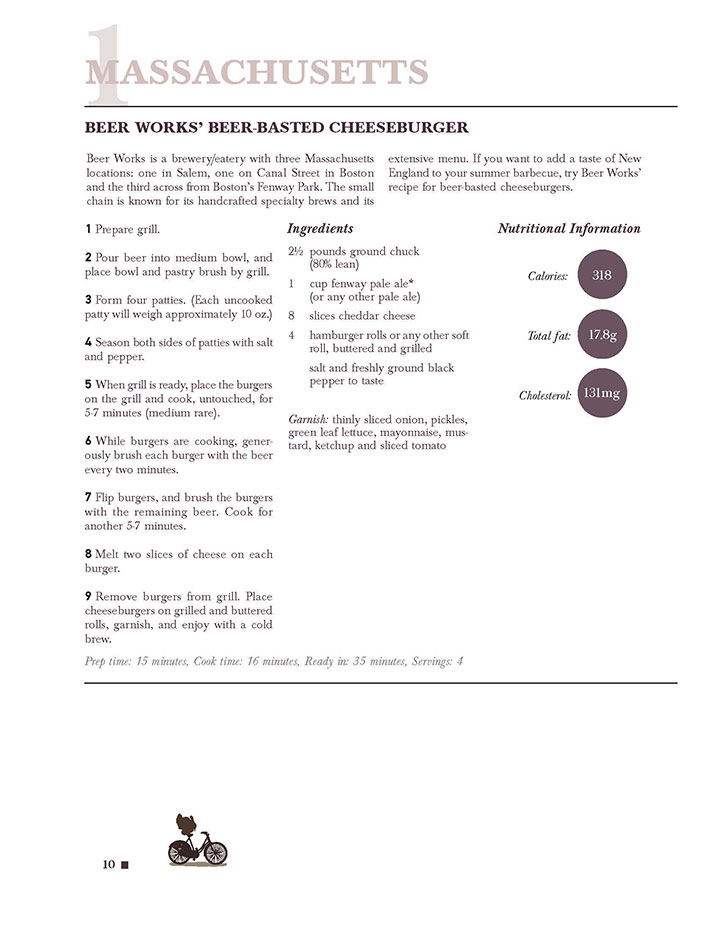 1
MASSACHUSETTS
BEER WORKS’ BEER-BASTED CHEESEBURGER
Beer Works is a brewery/eatery with three Massachusetts
locations: one in Salem, one on Canal Street in Boston
and the third across from Boston’s Fenway Park. The small
chain is known for its handcrafted specialty brews and its
extensive menu. If you want to add a taste of New
England to your summer barbecue, try Beer Works’
recipe for beer-basted cheeseburgers.
1 Prepare grill.
2 Pour beer into medium bowl, and
place bowl and pastry brush by grill.
3 Form four patties. (Each uncooked
patty will weigh approximately 10 oz.)
4 Season both sides of patties with salt
and pepper.
5 When grill is ready, place the burgers
on the grill and cook, untouched, for
5-7 minutes (medium rare).
6 While burgers are cooking, gener-
ously brush each burger with the beer
every two minutes.
7 Flip burgers, and brush the burgers
with the remaining beer. Cook for
another 5-7 minutes.
8 Melt two slices of cheese on each
burger.
9 Remove burgers from grill. Place
cheeseburgers on grilled and buttered
rolls, garnish, and enjoy with a cold
brew.
Ingredients
2½ pounds ground chuck
(80% lean)
1 cup fenway pale ale*
(or any other pale ale)
8 slices cheddar cheese
4 hamburger rolls or any other soft
roll, buttered and grilled
salt and freshly ground black
pepper to taste
Garnish: thinly sliced onion, pickles,
green leaf lettuce, mayonnaise, mus-
tard, ketchup and sliced tomato
Nutritional Information
Calories: 318
Total fat: 17.8g
Cholesterol: 131mg
Prep time: 15 minutes, Cook time: 16 minutes, Ready in: 35 minutes, Servings: 4
10